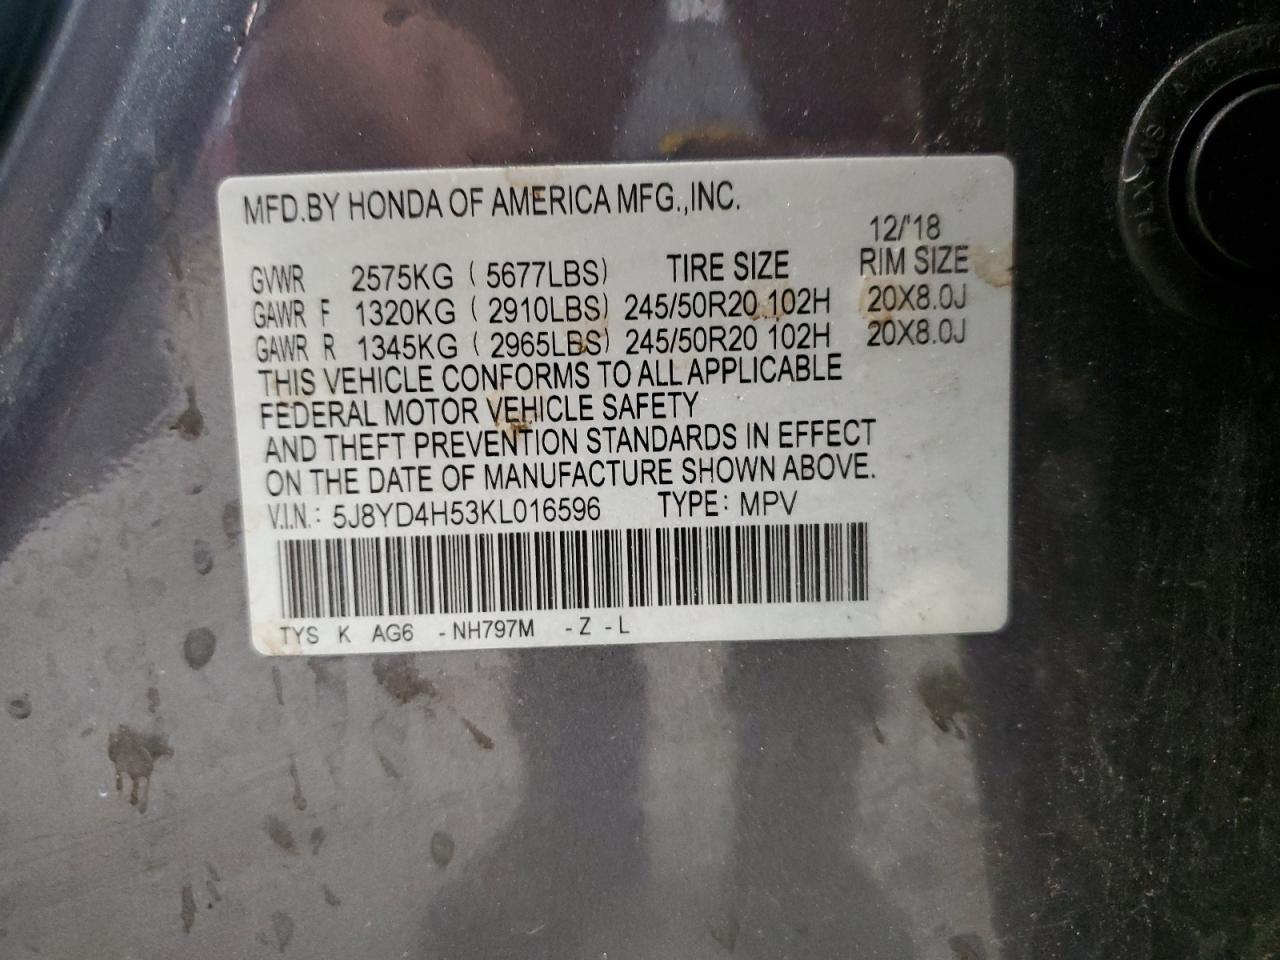 MFD.BY HONDA OF AMERICA MFG.,INC.
12/'18
GVWR 2575KG ( 5677LBS) TIRE SIZE RIM SIZE
GAWR F 1320KG ( 2910LBS) 245/50R20 102H 20X8.0J
GAWR R 1345KG ( 2965LBS) 245/50R20 102H 20X8.0J
THIS VEHICLE CONFORMS TO ALL APPLICABLE
FEDERAL MOTOR VEHICLE SAFETY
AND THEFT PREVENTION STANDARDS IN EFFECT
ON THE DATE OF MANUFACTURE SHOWN ABOVE.
V.I.N.: 5J8YD4H53KL016596 TYPE: MPV
TYS K AG6 -NH797M -Z -L